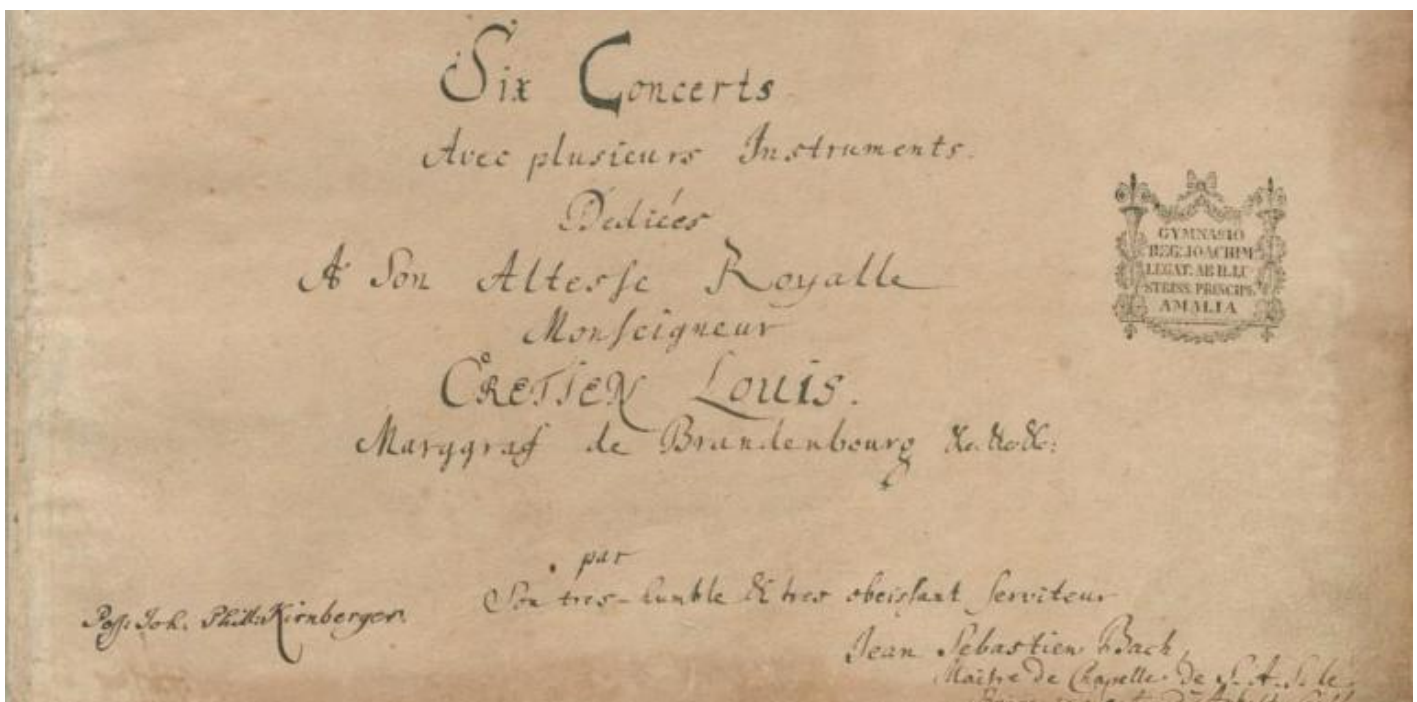 Six Concerts
Avec plusieurs Instruments.
Dediées
A Son Altesse Royalle
Monseigneur
CRETIEN LOUIS.
Marggraf de Brandenbourg &c. &c. &c:
par
Son tres-humble & tres obeissant serviteur
Jean Sebastien Bach,
Maitre de Chapelle de S. A. S. le
Poss: Joh. Phill: Kirnberger.
GYMNASIO
REG. JOACHIM
LEGAT. AB ILLU
STRISS. PRINCIPE
AMALIA